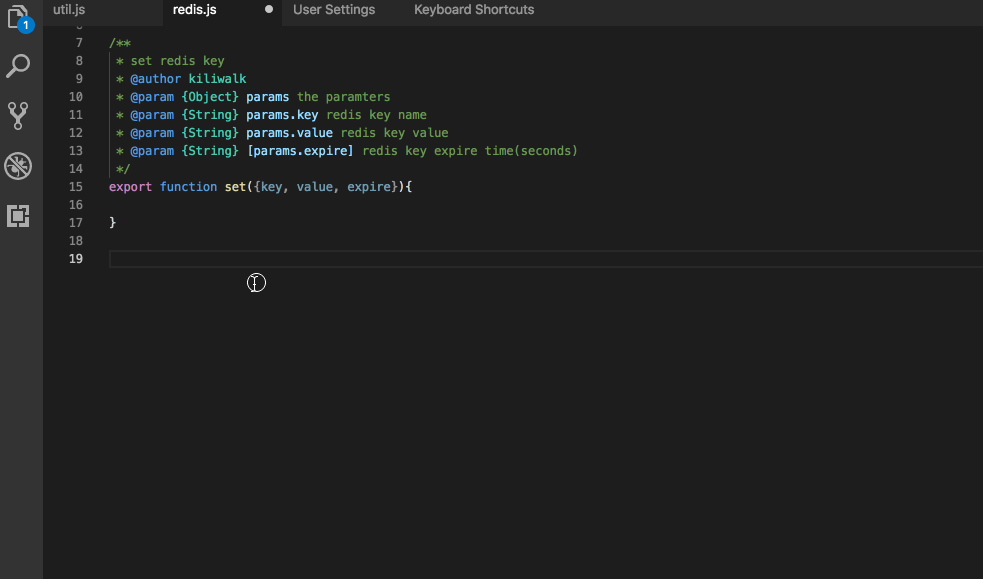 util.js redis.js User Settings Keyboard Shortcuts
1
7 /**
8 * set redis key
9 * @author kiliwalk
10 * @param {Object} params the paramters
11 * @param {String} params.key redis key name
12 * @param {String} params.value redis key value
13 * @param {String} [params.expire] redis key expire time(seconds)
14 */
15 export function set({key, value, expire}){
16
17 }
18
19